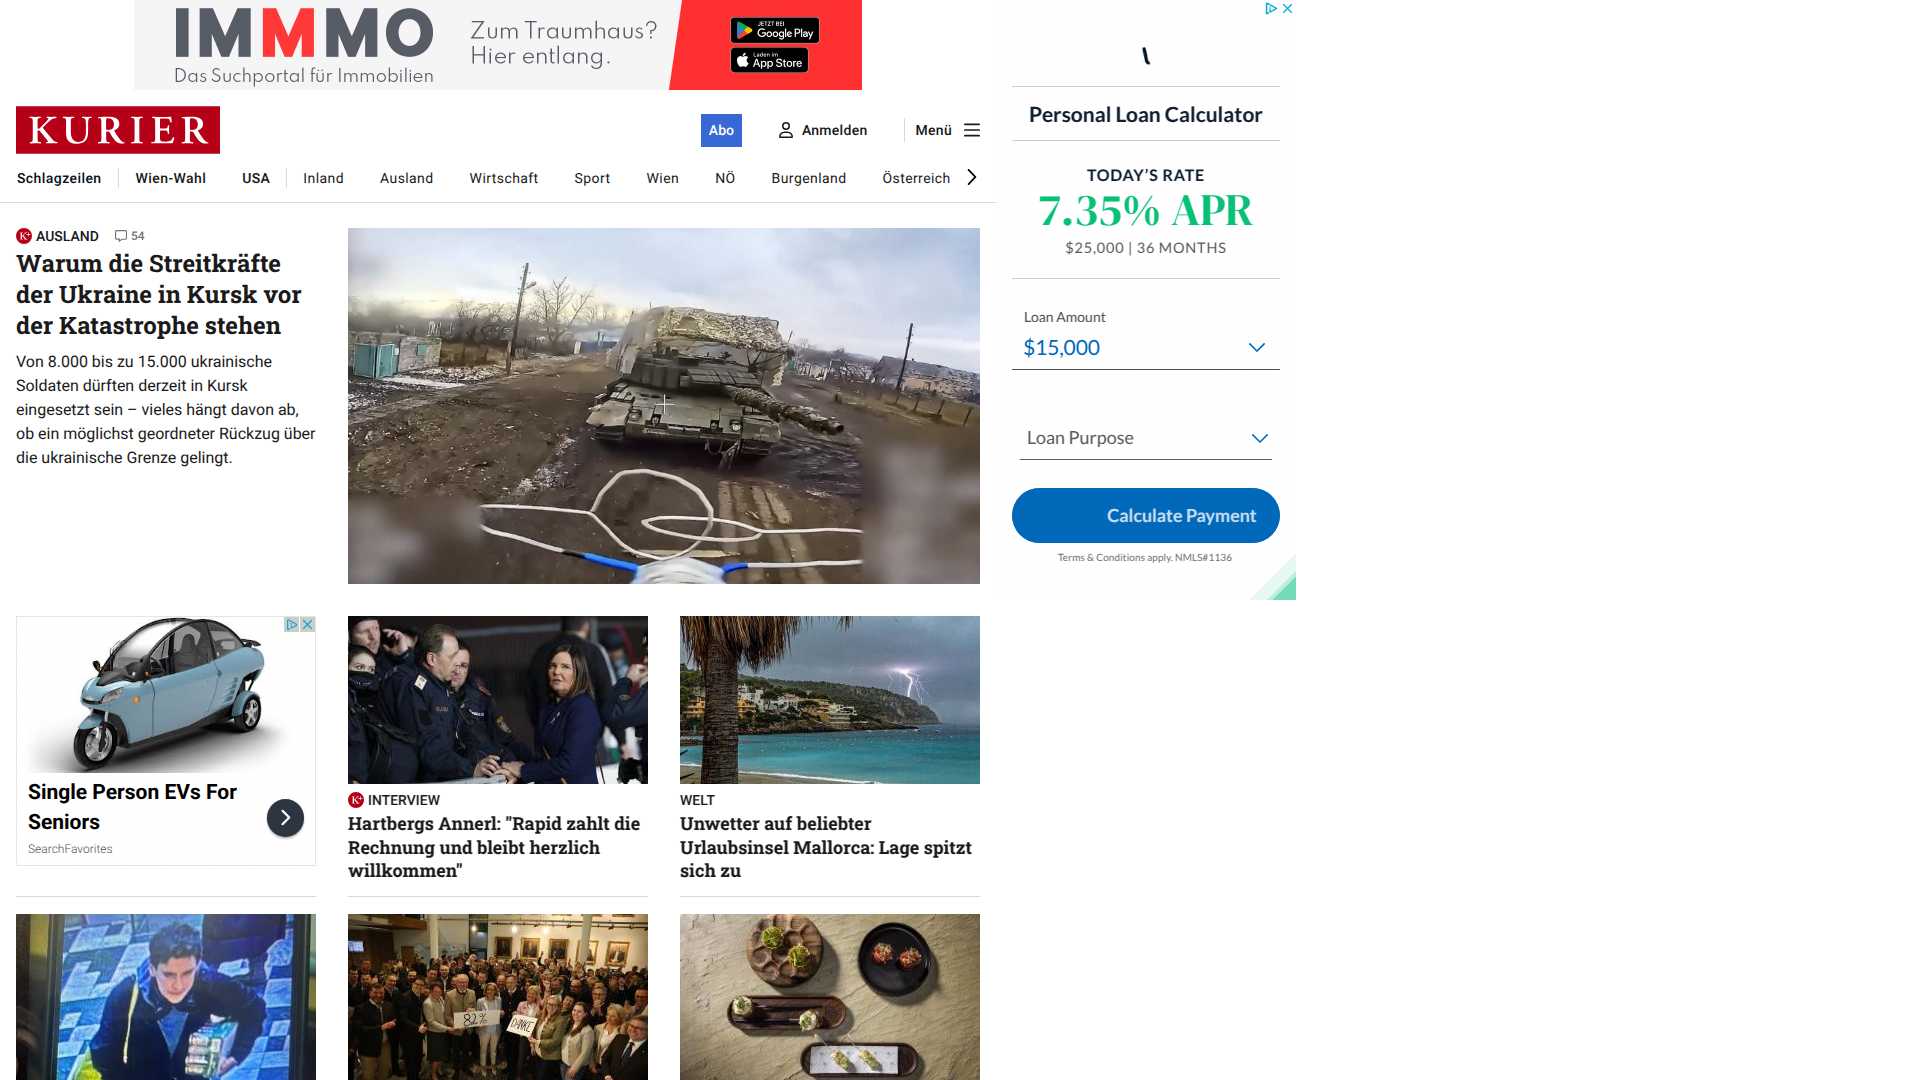 IMMMO
Das Suchportal für Immobilien
Zum Traumhaus?
Hier entlang.
JETZT BEI
Google Play
Laden im
App Store
KURIER
Abo
Anmelden
Menü
Schlagzeilen
Wien-Wahl
USA
Inland
Ausland
Wirtschaft
Sport
Wien
NÖ
Burgenland
Österreich
K+ AUSLAND 54
Warum die Streitkräfte
der Ukraine in Kursk vor
der Katastrophe stehen
Von 8.000 bis zu 15.000 ukrainische
Soldaten dürften derzeit in Kursk
eingesetzt sein – vieles hängt davon ab,
ob ein möglichst geordneter Rückzug über
die ukrainische Grenze gelingt.
Personal Loan Calculator
TODAY'S RATE
7.35% APR
$25,000 | 36 MONTHS
Loan Amount
$15,000
Loan Purpose
Calculate Payment
Terms & Conditions apply. NMLS#1136
Single Person EVs For
Seniors
SearchFavorites
K+ INTERVIEW
Hartbergs Annerl: "Rapid zahlt die
Rechnung und bleibt herzlich
willkommen"
WELT
Unwetter auf beliebter
Urlaubsinsel Mallorca: Lage spitzt
sich zu
82%
DANKE